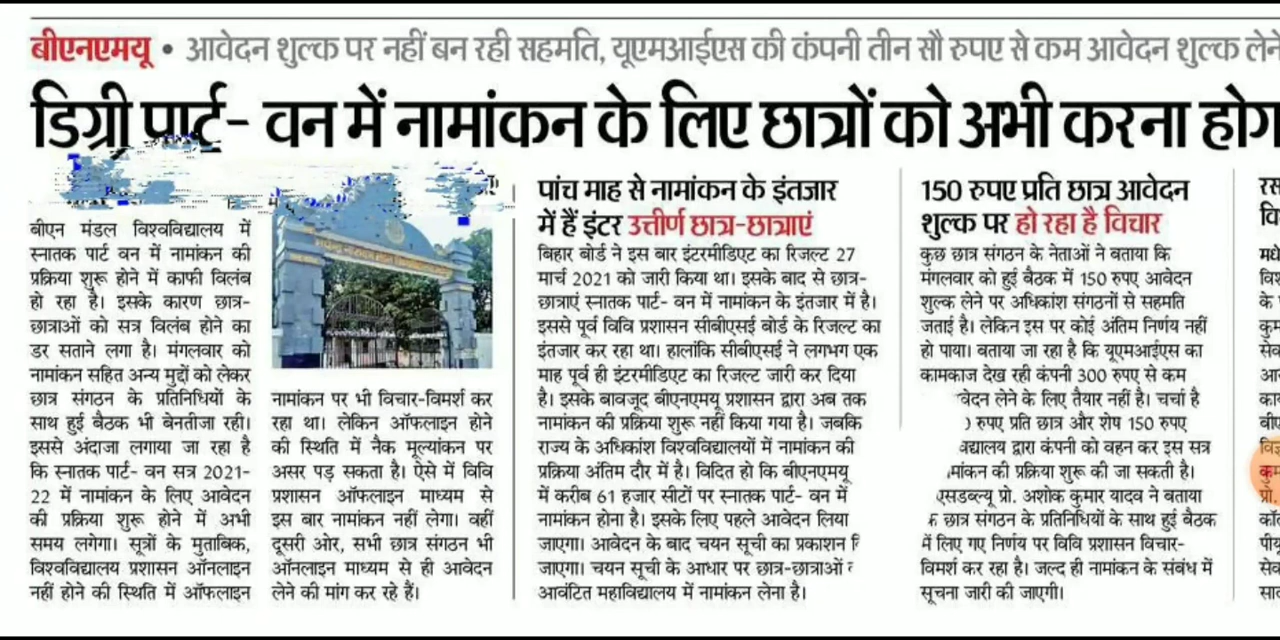 बीएनएमयू • आवेदन शुल्क पर नहीं बन रही सहमति, यूएमआईएस की कंपनी तीन सौ रुपए से कम आवेदन शुल्क लेने
डिग्री पार्ट- वन में नामांकन के लिए छात्रों को अभी करना
बीएन मंडल विश्वविद्यालय में
स्नातक पार्ट वन में नामांकन की
प्रक्रिया शुरू होने में काफी विलंब
हो रहा है। इसके कारण छात्र-
छात्राओं को सत्र विलंब होने का
डर सताने लगा है। मंगलवार को
नामांकन सहित अन्य मुद्दों को लेकर
छात्र संगठन के प्रतिनिधियों के
साथ हुई बैठक भी बेनतीजा रही।
इससे अंदाजा लगाया जा रहा है
कि स्नातक पार्ट- वन सत्र 2021-
22 में नामांकन के लिए आवेदन
की प्रक्रिया शुरू होने में अभी
समय लगेगा। सूत्रों के मुताबिक,
विश्वविद्यालय प्रशासन ऑनलाइन
नहीं होने की स्थिति में ऑफलाइन
नामांकन पर भी विचार-विमर्श कर
रहा था। लेकिन ऑफलाइन होने
की स्थिति में नैक मूल्यांकन पर
असर पड़ सकता है। ऐसे में विवि
प्रशासन ऑफलाइन माध्यम से
इस बार नामांकन नहीं लेगा। वहीं
दूसरी ओर, सभी छात्र संगठन भी
ऑनलाइन माध्यम से ही आवेदन
लेने की मांग कर रहे हैं।
पांच माह से नामांकन के इंतजार
में हैं इंटर उत्तीर्ण छात्र-छात्राएं
बिहार बोर्ड ने इस बार इंटरमीडिएट का रिजल्ट 27
मार्च 2021 को जारी किया था। इसके बाद से छात्र-
छात्राएं स्नातक पार्ट- वन में नामांकन के इंतजार में है।
इससे पूर्व विवि प्रशासन सीबीएसई बोर्ड के रिजल्ट का
इंतजार कर रहा था। हालांकि सीबीएसई ने लगभग एक
माह पूर्व ही इंटरमीडिएट का रिजल्ट जारी कर दिया
है। इसके बावजूद बीएनएमयू प्रशासन द्वारा अब तक
नामांकन की प्रक्रिया शुरू नहीं किया गया है। जबकि
राज्य के अधिकांश विश्वविद्यालयों में नामांकन की
प्रक्रिया अंतिम दौर में है। विदित हो कि बीएनएमयू
में करीब 61 हजार सीटों पर स्नातक पार्ट- वन में
नामांकन होना है। इसके लिए पहले आवेदन लिया
जाएगा। आवेदन के बाद चयन सूची का प्रकाशन
जाएगा। चयन सूची के आधार पर छात्र-छात्राओं
आवंटित महाविद्यालय में नामांकन लेना है।
150 रुपए प्रति छात्र आवेदन
शुल्क पर हो रहा है विचार
कुछ छात्र संगठन के नेताओं ने बताया कि
मंगलवार को हुई बैठक में 150 रुपए आवेदन
शुल्क लेने पर अधिकांश संगठनों से सहमति
जताई है। लेकिन इस पर कोई अंतिम निर्णय नहीं
हो पाया। बताया जा रहा है कि यूएमआईएस का
कामकाज देख रही कंपनी 300 रुपए से कम
लेने के लिए तैयार नहीं है। चर्चा है
रुपए प्रति छात्र और शेष 150 रुपए
द्वारा कंपनी को वहन कर इस सत्र
की प्रक्रिया शुरू की जा सकती है।
प्रो. अशोक कुमार यादव ने बताया
छात्र संगठन के प्रतिनिधियों के साथ हुई बैठक
में लिए गए निर्णय पर विवि प्रशासन विचार-
विमर्श कर रहा है। जल्द ही नामांकन के संबंध में
सूचना जारी की जाएगी।